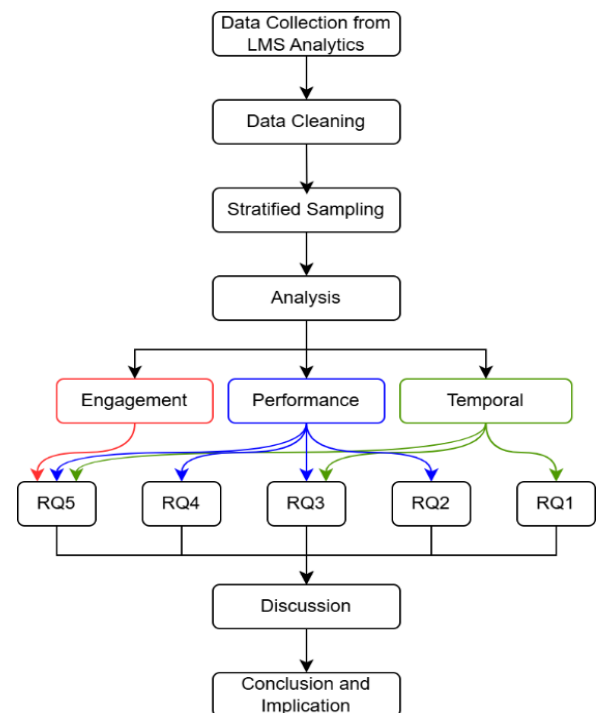 Data Collection from
LMS Analytics
Data Cleaning
Stratified Sampling
Analysis
Engagement
Performance
Temporal
RQ5
RQ4
RQ3
RQ2
RQ1
Discussion
Conclusion and
Implication